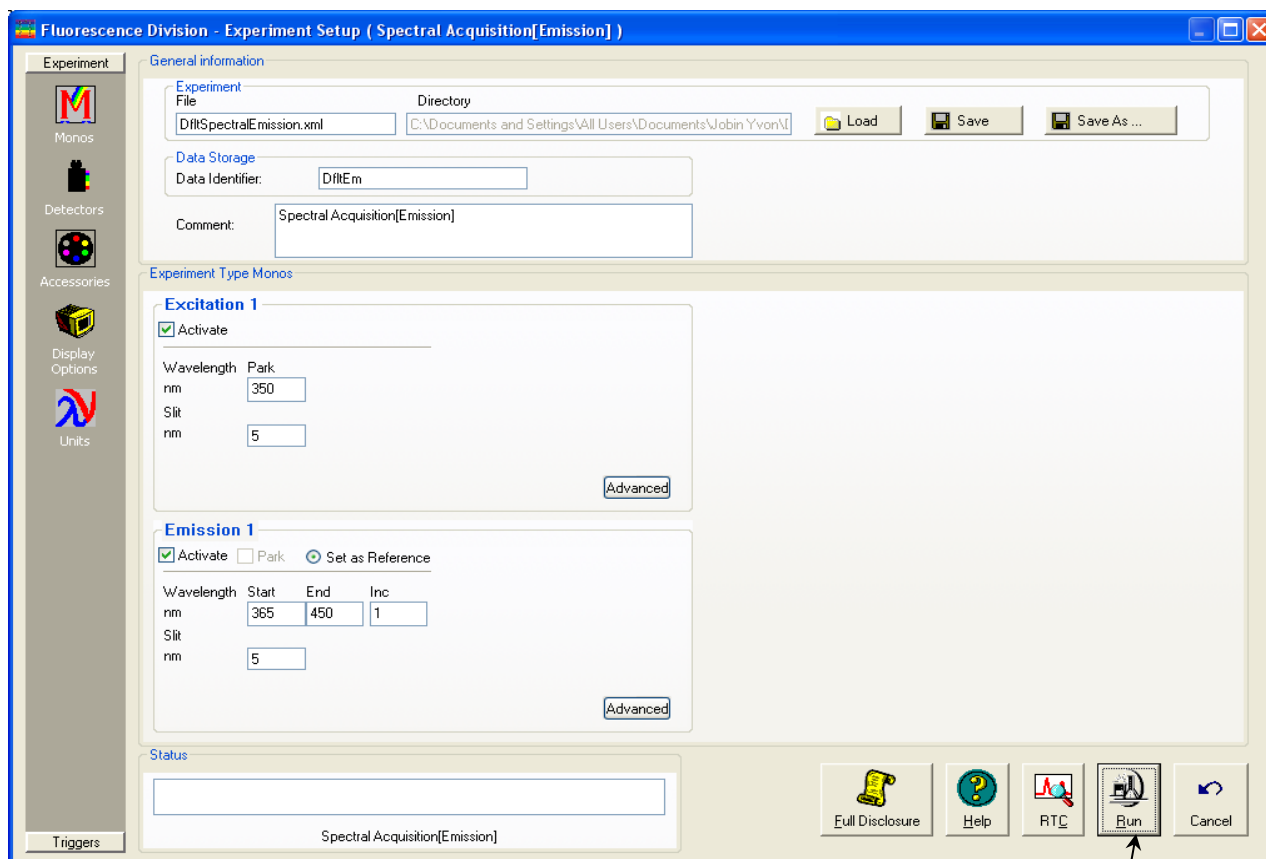 Fluorescence Division - Experiment Setup ( Spectral Acquisition[Emission] )
Experiment
Monos
Detectors
Accessories
Display
Options
Units
Triggers
General information
Experiment
File
Directory
DfltSpectralEmission.xml
C:\Documents and Settings\All Users\Documents\Jobin Yvon\
Load
Save
Save As ...
Data Storage
Data Identifier:
DfltEm
Comment:
Spectral Acquisition[Emission]
Experiment Type Monos
Excitation 1
Activate
Wavelength Park
nm 350
Slit
nm 5
Advanced
Emission 1
Activate Park Set as Reference
Wavelength Start End Inc
nm 365 450 1
Slit
nm 5
Advanced
Status
Spectral Acquisition[Emission]
Full Disclosure
Help
RTC
Run
Cancel